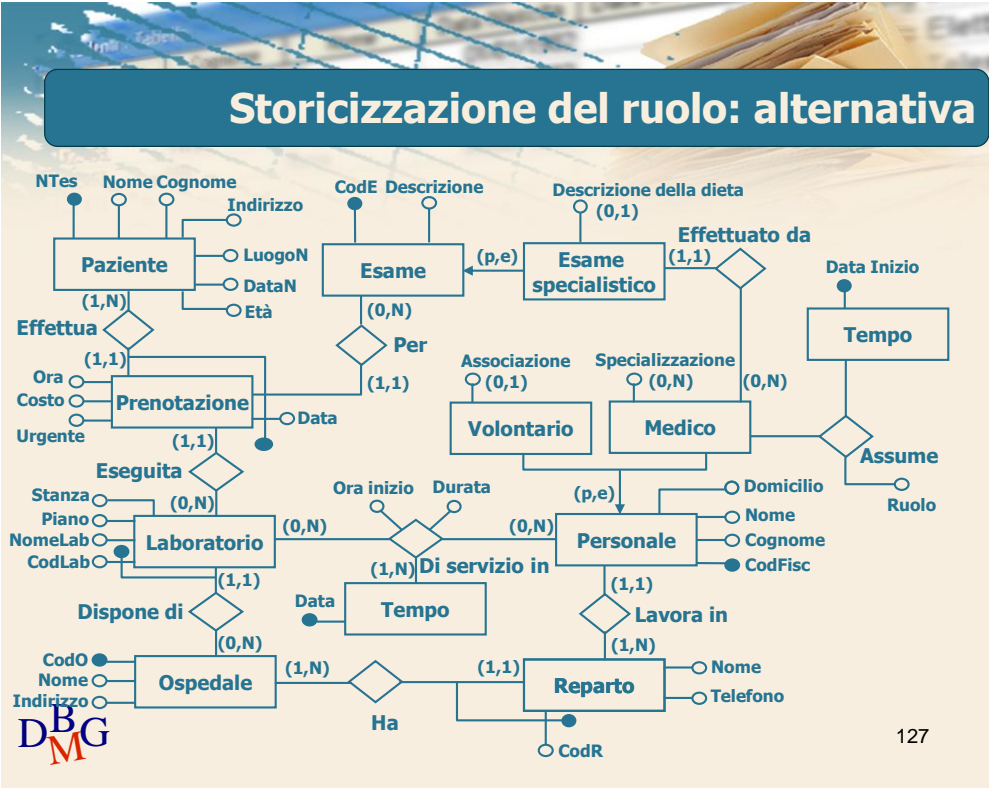 Storicizzazione del ruolo: alternativa
NTes
Nome Cognome
Indirizzo
LuogoN
DataN
Età
Paziente
(1,N)
Effettua
(1,1)
CodE Descrizione
Esame
(0,N)
Per
(1,1)
(p,e)
Descrizione della dieta
(0,1)
Esame
specialistico
(1,1)
Effettuato da
(0,N)
Data Inizio
Tempo
Assume
Ruolo
Ora
Costo
Urgente
Prenotazione
Data
(1,1)
Eseguita
(0,N)
Associazione
(0,1)
Volontario
Specializzazione
(0,N)
Medico
(p,e)
Stanza
Piano
NomeLab
CodLab
Laboratorio
(1,1)
(0,N)
Ora inizio
Durata
(0,N)
(1,N)
Di servizio in
Data
Tempo
Personale
Domicilio
Nome
Cognome
CodFisc
(1,1)
Lavora in
(1,N)
Dispone di
(0,N)
CodO
Nome
Indirizzo
Ospedale
(1,N)
Ha
(1,1)
Reparto
Nome
Telefono
CodR
DBMG
127